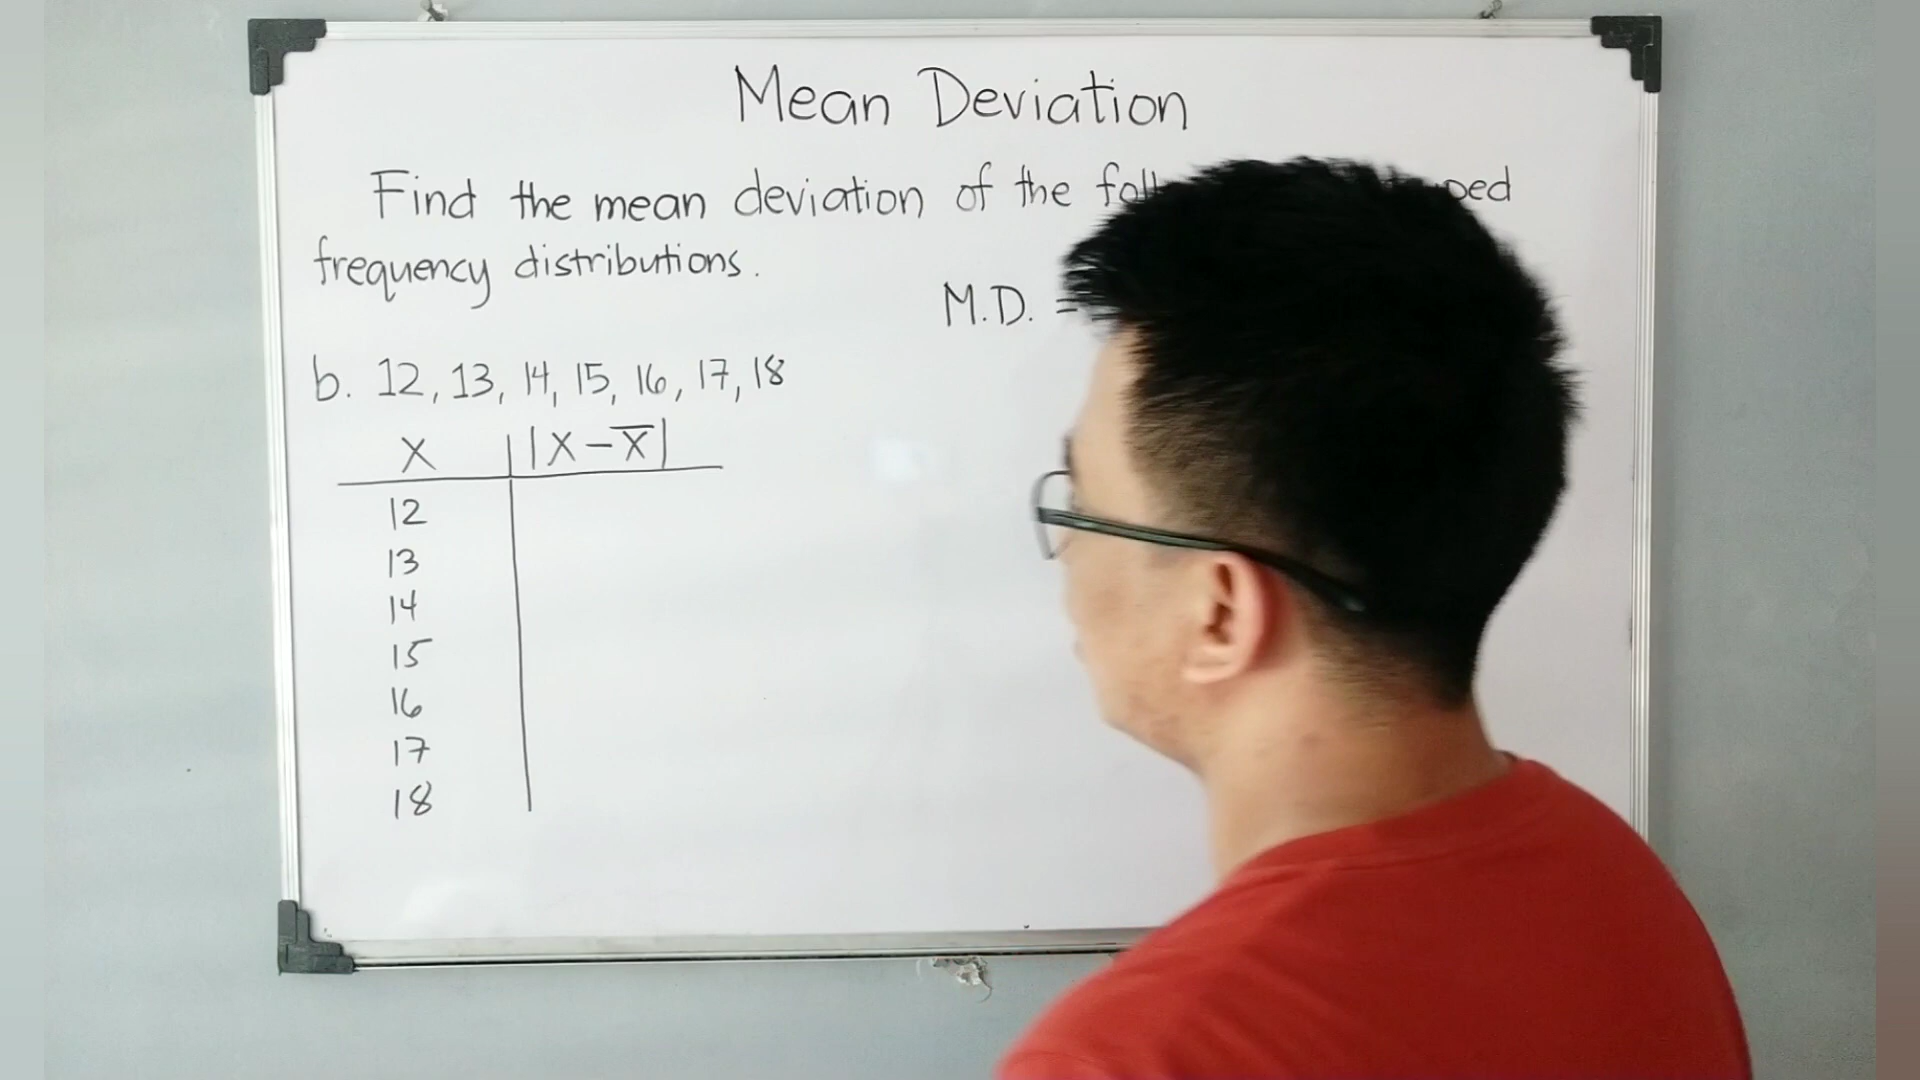 Mean Deviation
Find the mean deviation of the
frequency distributions.
M.D. =
b. 12, 13, 14, 15, 16, 17, 18
X |X - X̅|
12
13
14
15
16
17
18